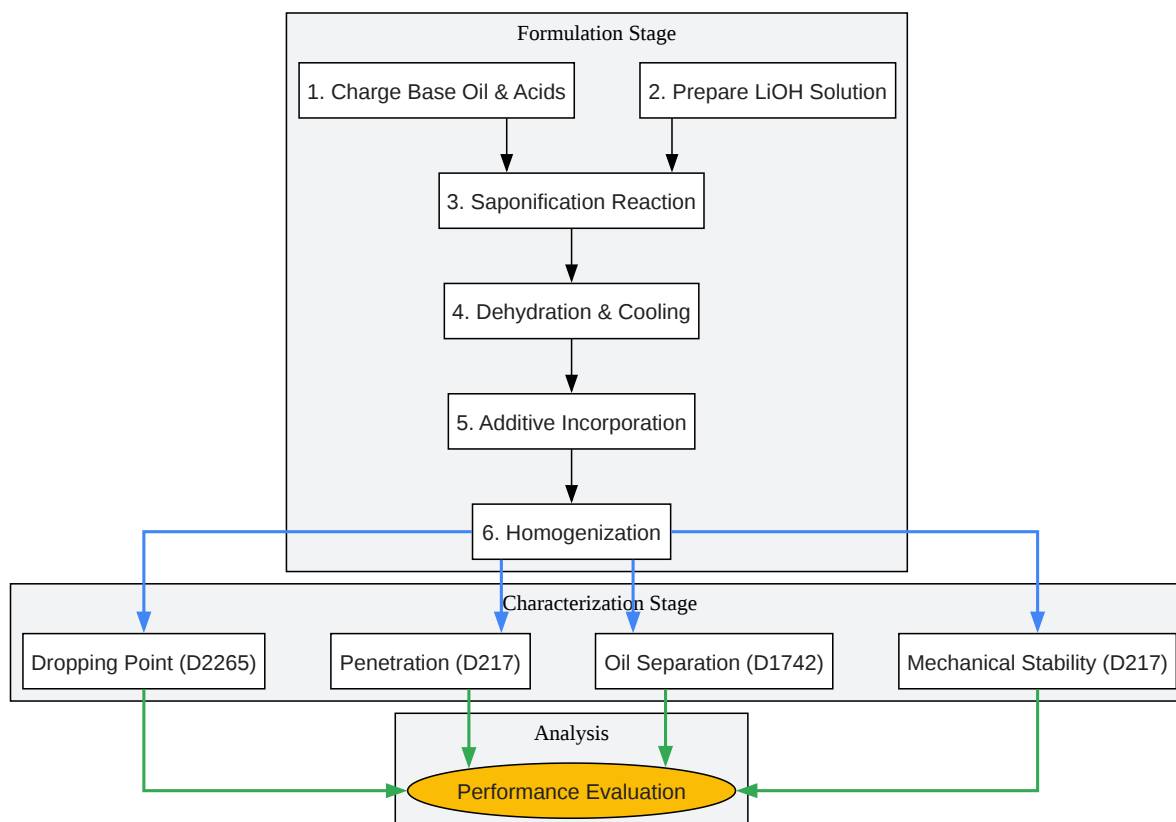 Formulation Stage
1. Charge Base Oil & Acids
2. Prepare LiOH Solution
3. Saponification Reaction
4. Dehydration & Cooling
5. Additive Incorporation
6. Homogenization
Characterization Stage
Dropping Point (D2265)
Penetration (D217)
Oil Separation (D1742)
Mechanical Stability (D217)
Analysis
Performance Evaluation